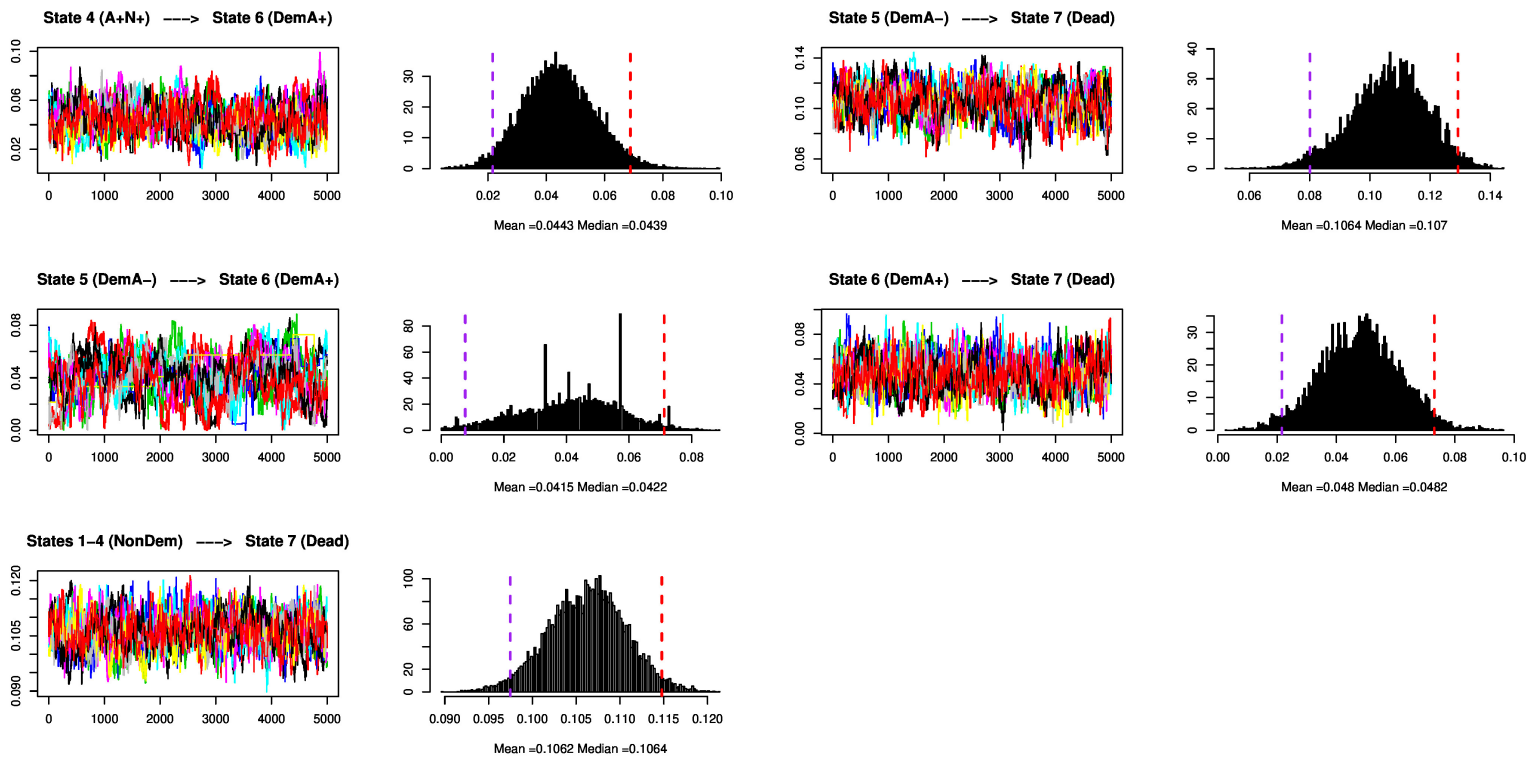 State 4 (A+N+) −−−> State 6 (DemA+)
0.02 0.06 0.10
0 1000 2000 3000 4000 5000
0 10 20 30
0.02 0.04 0.06 0.08 0.10
Mean =0.0443 Median =0.0439
State 5 (DemA−) −−−> State 7 (Dead)
0.06 0.10 0.14
0 1000 2000 3000 4000 5000
0 10 20 30 40
0.06 0.08 0.10 0.12 0.14
Mean =0.1064 Median =0.107
State 5 (DemA−) −−−> State 6 (DemA+)
0.00 0.04 0.08
0 1000 2000 3000 4000 5000
0 20 40 60 80
0.00 0.02 0.04 0.06 0.08
Mean =0.0415 Median =0.0422
State 6 (DemA+) −−−> State 7 (Dead)
0.00 0.04 0.08
0 1000 2000 3000 4000 5000
0 10 20 30
0.00 0.02 0.04 0.06 0.08 0.10
Mean =0.048 Median =0.0482
States 1−4 (NonDem) −−−> State 7 (Dead)
0.090 0.105 0.120
0 1000 2000 3000 4000 5000
0 20 60 100
0.090 0.095 0.100 0.105 0.110 0.115 0.120
Mean =0.1062 Median =0.1064